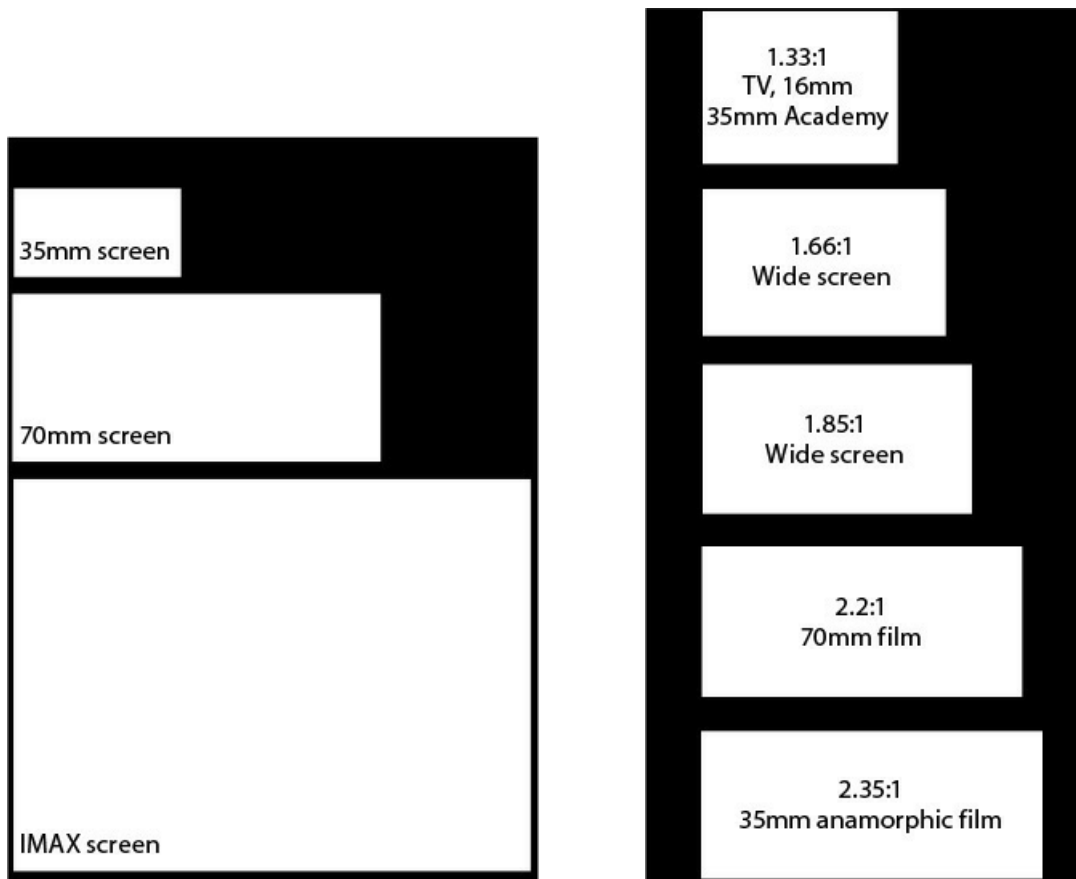 35mm screen
70mm screen
IMAX screen
1.33:1
TV, 16mm
35mm Academy
1.66:1
Wide screen
1.85:1
Wide screen
2.2:1
70mm film
2.35:1
35mm anamorphic film